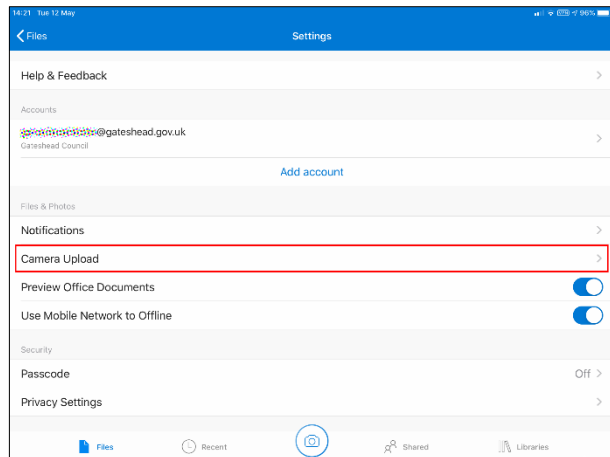 14:21 Tue 12 May
96%
Files
Settings
Help & Feedback
Accounts
@gateshead.gov.uk
Gateshead Council
Add account
Files & Photos
Notifications
Camera Upload
Preview Office Documents
Use Mobile Network to Offline
Security
Passcode
Off
Privacy Settings
Files
Recent
Shared
Libraries